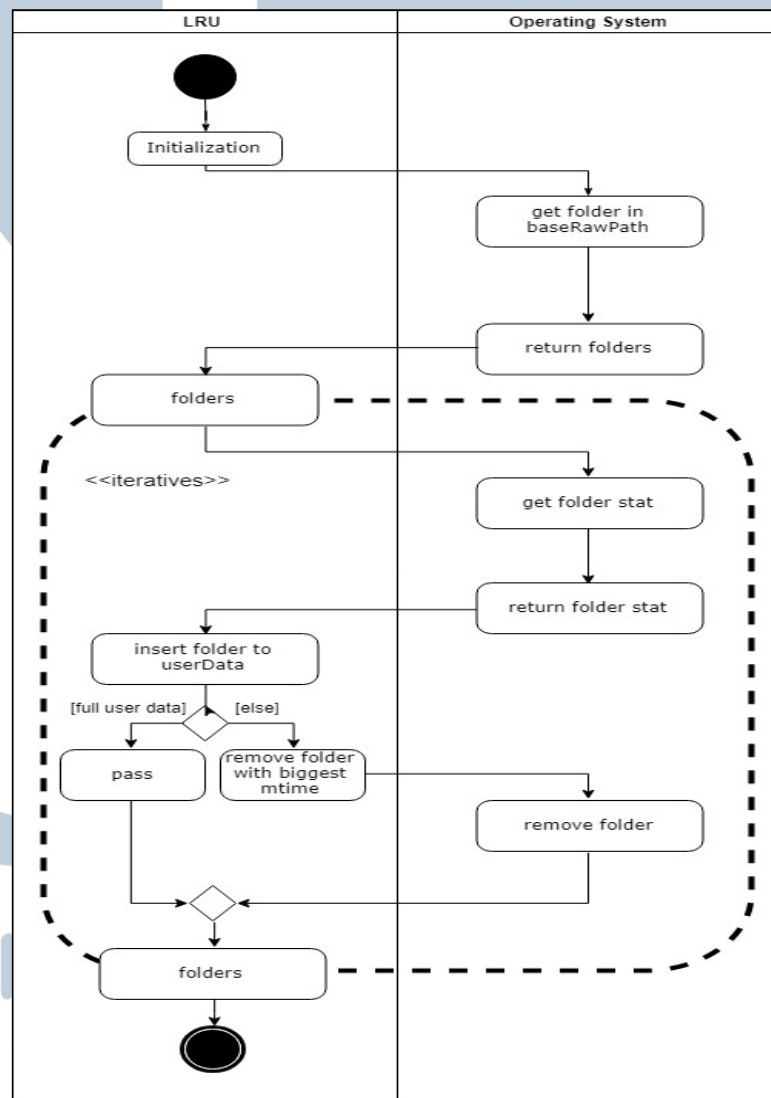 LRU
Operating System
Initialization
get folder in
baseRawPath
return folders
folders
<<iteratives>>
get folder stat
return folder stat
insert folder to
userData
[full user data]
[else]
pass
remove folder
with biggest
mtime
remove folder
folders